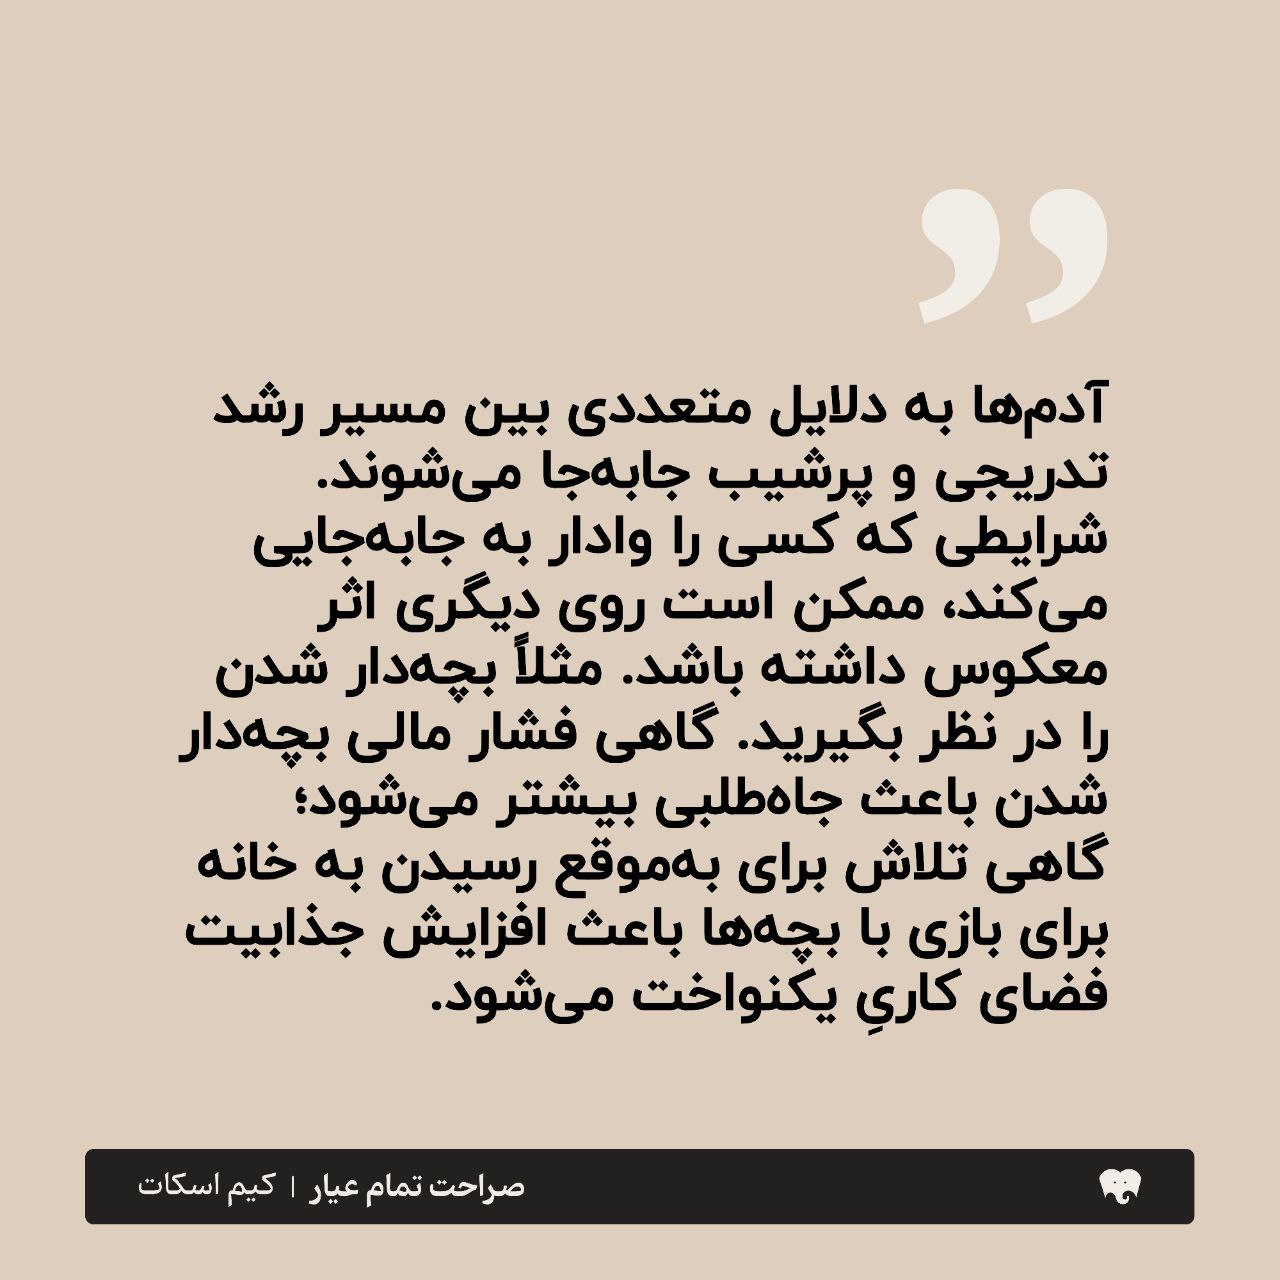 آدم‌ها به دلایل متعددی بین مسیر رشد
تدریجی و پرشیب جابه‌جا می‌شوند.
شرایطی که کسی را وادار به جابه‌جایی
می‌کند، ممکن است روی دیگری اثر
معکوس داشته باشد. مثلاً بچه‌دار شدن
را در نظر بگیرید. گاهی فشار مالی بچه‌دار
شدن باعث جاه‌طلبی بیشتر می‌شود؛
گاهی تلاش برای به‌موقع رسیدن به خانه
برای بازی با بچه‌ها باعث افزایش جذابیت
فضای کاریِ یکنواخت می‌شود.
صراحت تمام عیار | کیم اسکات